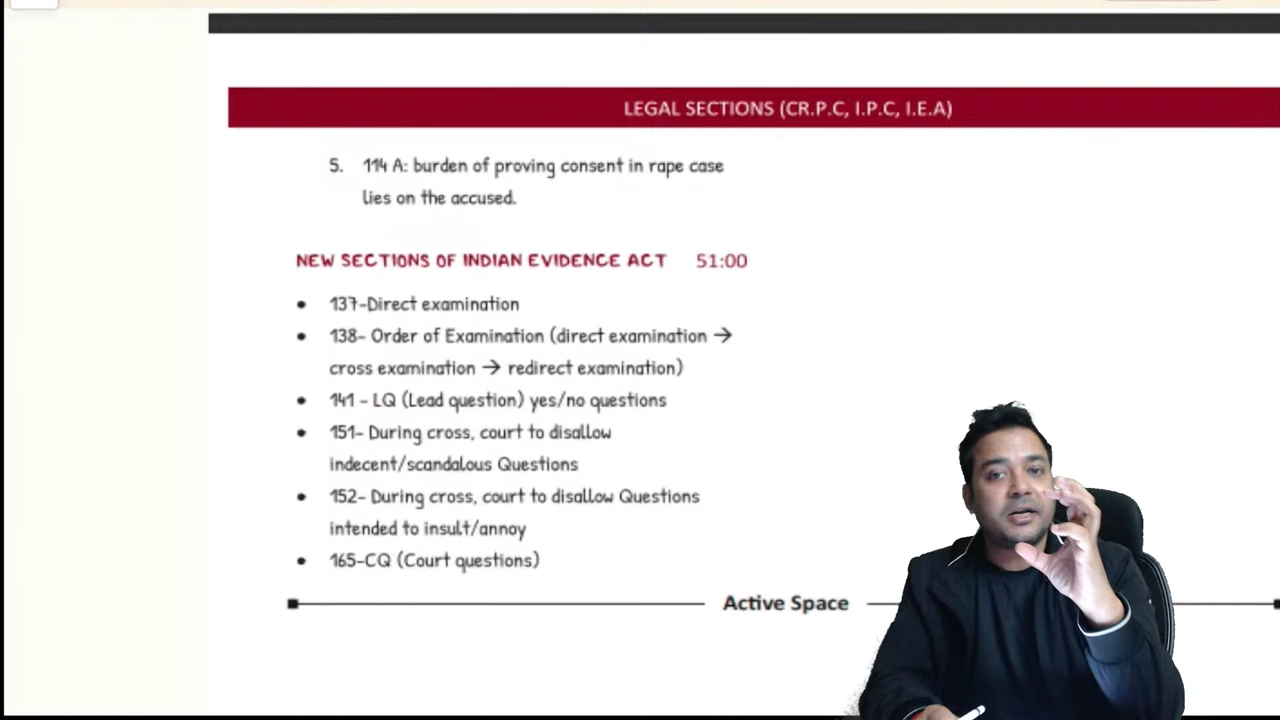 LEGAL SECTIONS (CR.P.C, I.P.C, I.E.A)
5. 114 A: burden of proving consent in rape case
lies on the accused.
NEW SECTIONS OF INDIAN EVIDENCE ACT 51:00
• 137-Direct examination
• 138- Order of Examination (direct examination →
cross examination → redirect examination)
• 141 - LQ (Lead question) yes/no questions
• 151- During cross, court to disallow
indecent/scandalous Questions
• 152- During cross, court to disallow Questions
intended to insult/annoy
• 165-CQ (Court questions)
Active Space